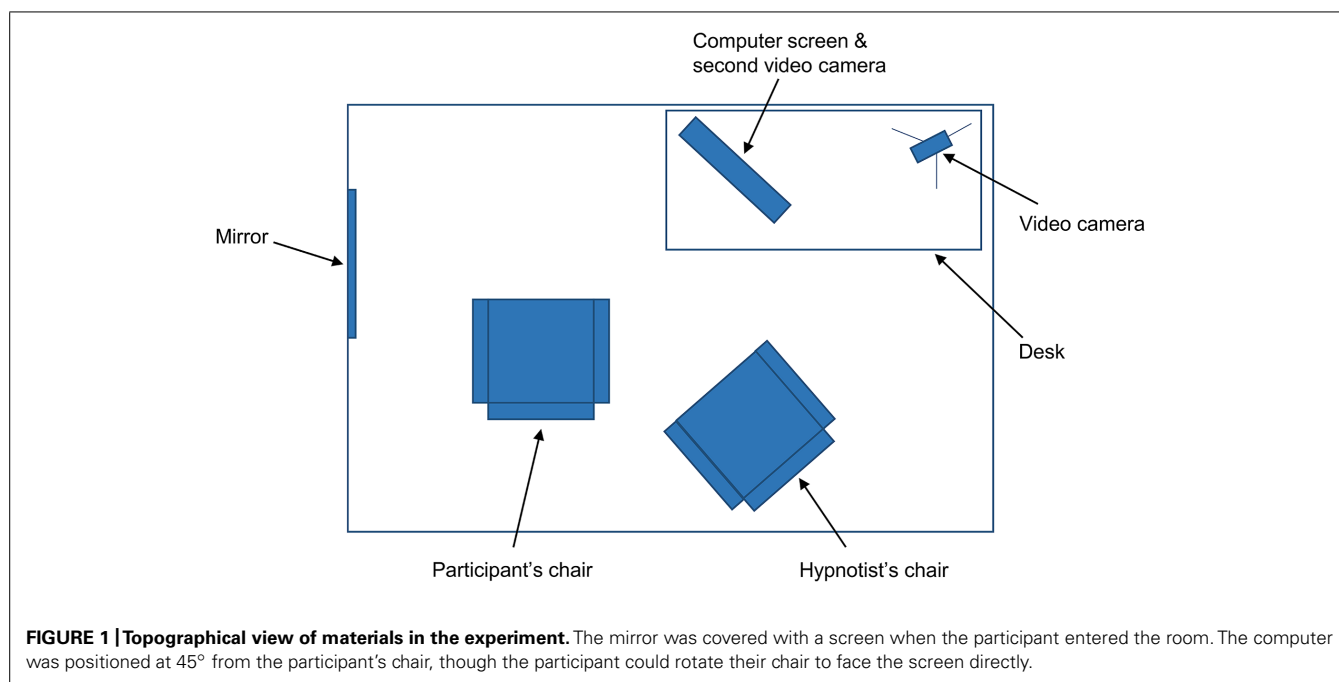 Computer screen &
second video camera
Mirror
Video camera
Desk
Participant's chair
Hypnotist's chair
FIGURE 1 | Topographical view of materials in the experiment. The mirror was covered with a screen when the participant entered the room. The computer
was positioned at 45° from the participant's chair, though the participant could rotate their chair to face the screen directly.